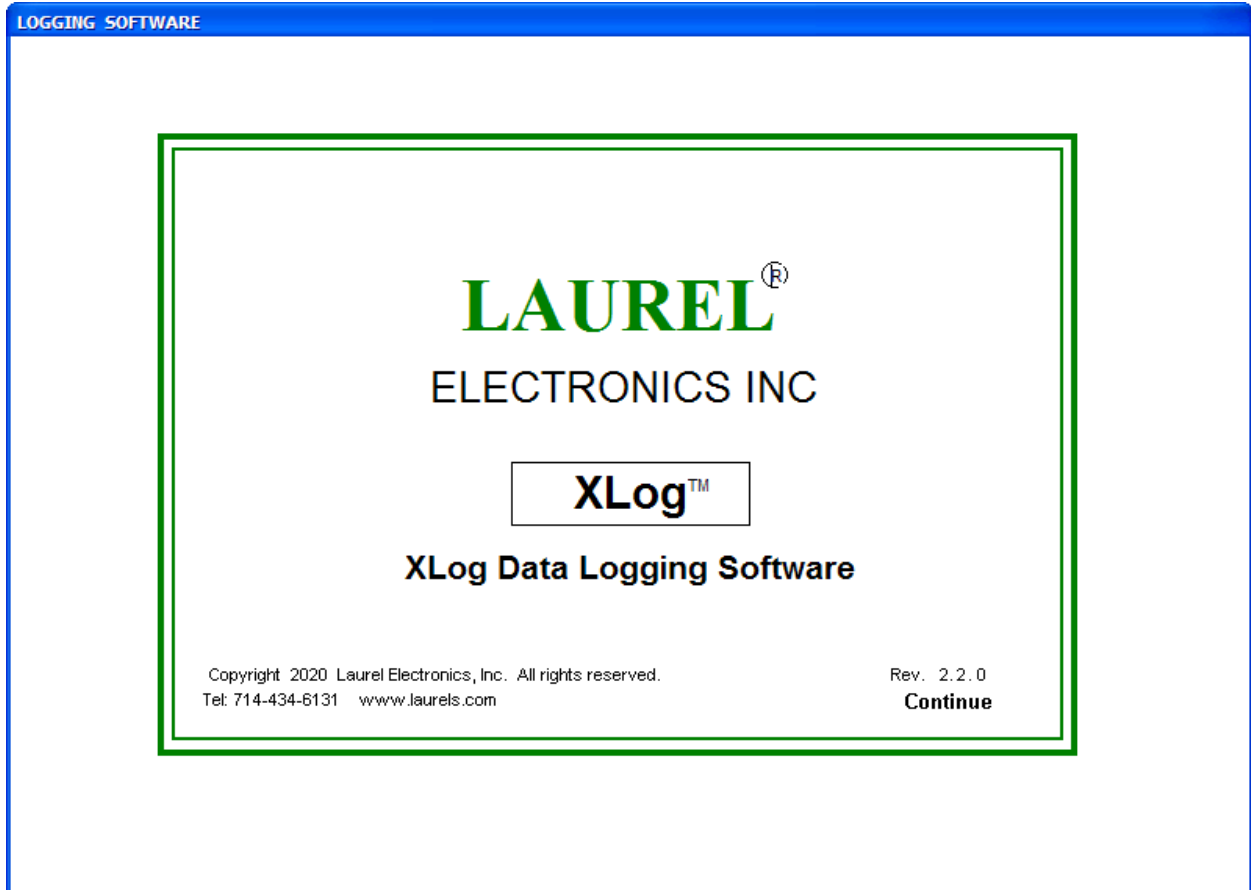 LOGGING SOFTWARE
LAUREL®
ELECTRONICS INC
XLog™
XLog Data Logging Software
Copyright 2020 Laurel Electronics, Inc. All rights reserved. Rev. 2.2.0
Tel: 714-434-6131 www.laurels.com Continue